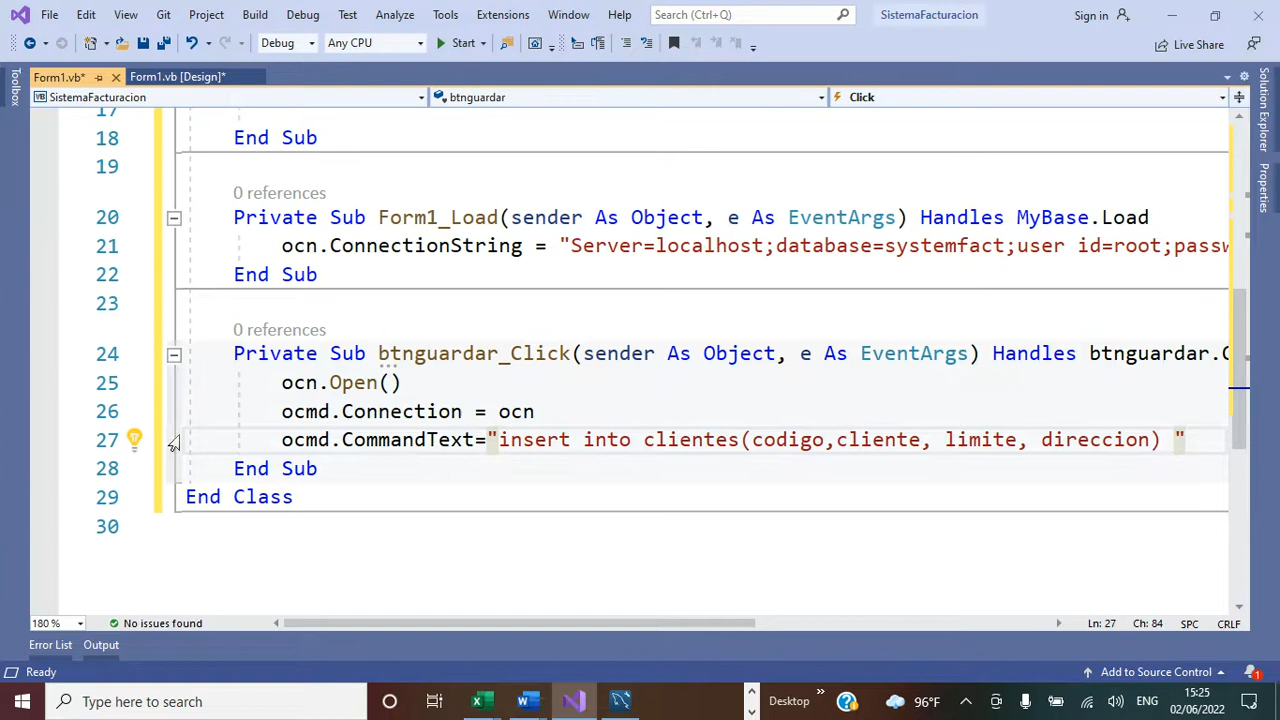 File Edit View Git Project Build Debug Test Analyze Tools Extensions Window Help Search (Ctrl+Q) SistemaFacturacion Sign in
Debug Any CPU Start Live Share
Form1.vb* Form1.vb [Design]*
Toolbox
VB SistemaFacturacion btnguardar Click
Solution Explorer
Properties
17
18 End Sub
19
0 references
20 Private Sub Form1_Load(sender As Object, e As EventArgs) Handles MyBase.Load
21 ocn.ConnectionString = "Server=localhost;database=systemfact;user id=root;passw
22 End Sub
23
0 references
24 Private Sub btnguardar_Click(sender As Object, e As EventArgs) Handles btnguardar.C
25 ocn.Open()
26 ocmd.Connection = ocn
27 ocmd.CommandText="insert into clientes(codigo,cliente, limite, direccion) "
28 End Sub
29 End Class
30
180 % No issues found Ln: 27 Ch: 84 SPC CRLF
Error List Output
Ready Add to Source Control 1
Type here to search Desktop » 96°F ENG 15:25
02/06/2022